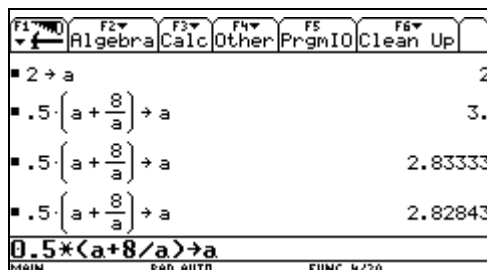 F1 F2 F3 F4 F5 F6
Algebra Calc Other PrgmIO Clean Up
2 → a 2
.5·(a + 8/a) → a 3.
.5·(a + 8/a) → a 2.83333
.5·(a + 8/a) → a 2.82843
0.5*(a+8/a)→a
MAIN RAD AUTO FUNC 4/30